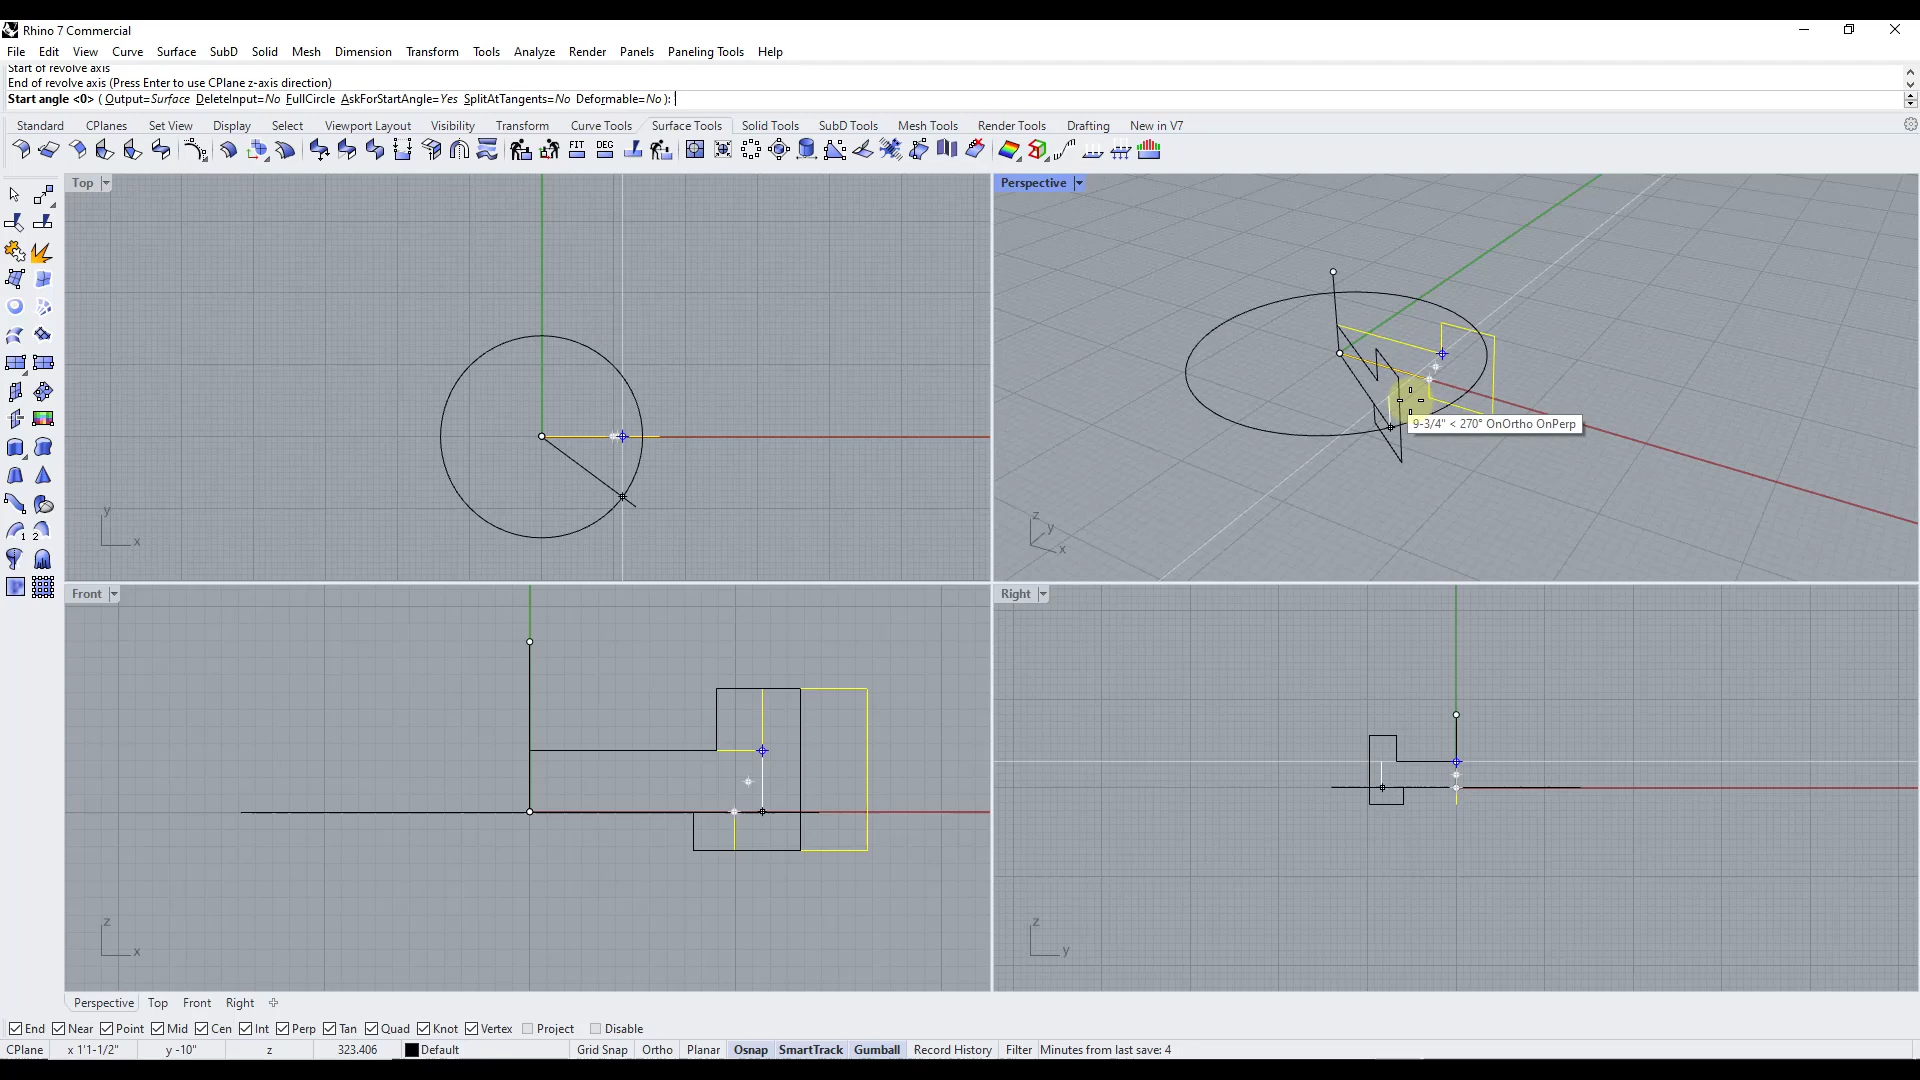 Rhino 7 Commercial
File Edit View Curve Surface SubD Solid Mesh Dimension Transform Tools Analyze Render Panels Paneling Tools Help
Start of revolve axis
End of revolve axis (Press Enter to use CPlane z-axis direction)
Start angle <0> ( Output=Surface DeleteInput=No FullCircle AskForStartAngle=Yes SplitAtTangents=No Deformable=No ):
Standard CPlanes Set View Display Select Viewport Layout Visibility Transform Curve Tools Surface Tools Solid Tools SubD Tools Mesh Tools Render Tools Drafting New in V7
FIT DEG
Top
Perspective
9-3/4" < 270° OnOrtho OnPerp
y
x
z
y
x
1 2
Front
Right
z
x
z
y
Perspective Top Front Right
End Near Point Mid Cen Int Perp Tan Quad Knot Vertex Project Disable
CPlane x 1'1-1/2" y -10" z 323.406 Default Grid Snap Ortho Planar Osnap SmartTrack Gumball Record History Filter Minutes from last save: 4